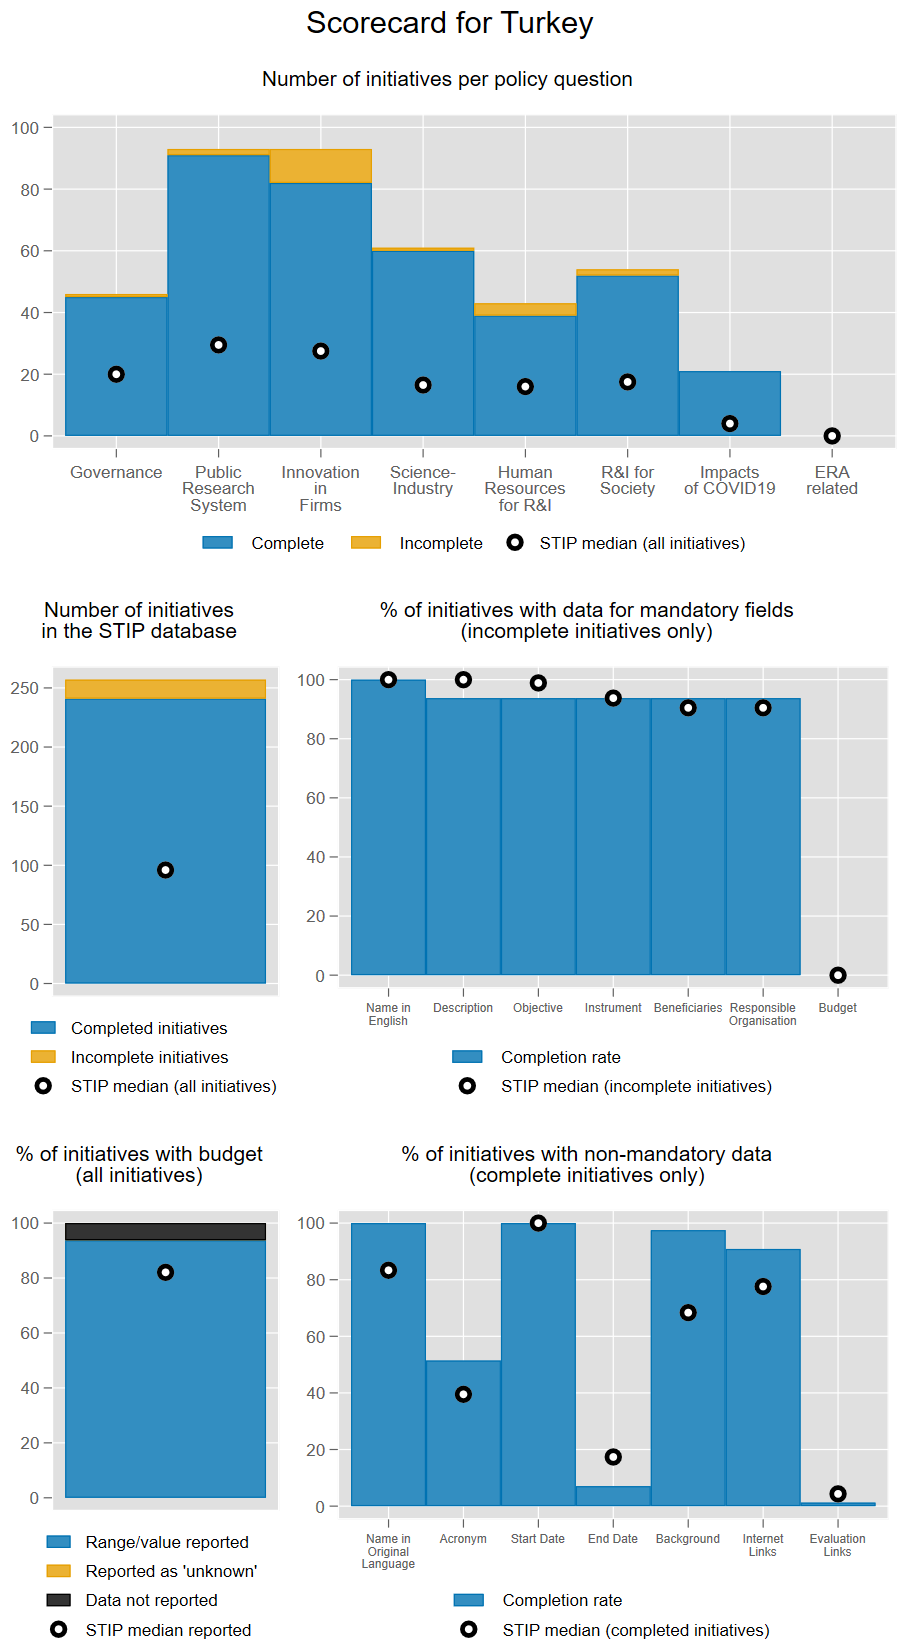 Scorecard for Turkey
Number of initiatives per policy question
100
80
60
40
20
0
Governance
Public
Research
System
Innovation
in
Firms
Science-
Industry
Human
Resources
for R&I
R&I for
Society
Impacts
of COVID19
ERA
related
Complete
Incomplete
STIP median (all initiatives)
Number of initiatives
in the STIP database
250
200
150
100
50
0
Completed initiatives
Incomplete initiatives
STIP median (all initiatives)
% of initiatives with data for mandatory fields
(incomplete initiatives only)
100
80
60
40
20
0
Name in
English
Description
Objective
Instrument
Beneficiaries
Responsible
Organisation
Budget
Completion rate
STIP median (incomplete initiatives)
% of initiatives with budget
(all initiatives)
100
80
60
40
20
0
Range/value reported
Reported as 'unknown'
Data not reported
STIP median reported
% of initiatives with non-mandatory data
(complete initiatives only)
100
80
60
40
20
0
Name in
Original
Language
Acronym
Start Date
End Date
Background
Internet
Links
Evaluation
Links
Completion rate
STIP median (completed initiatives)